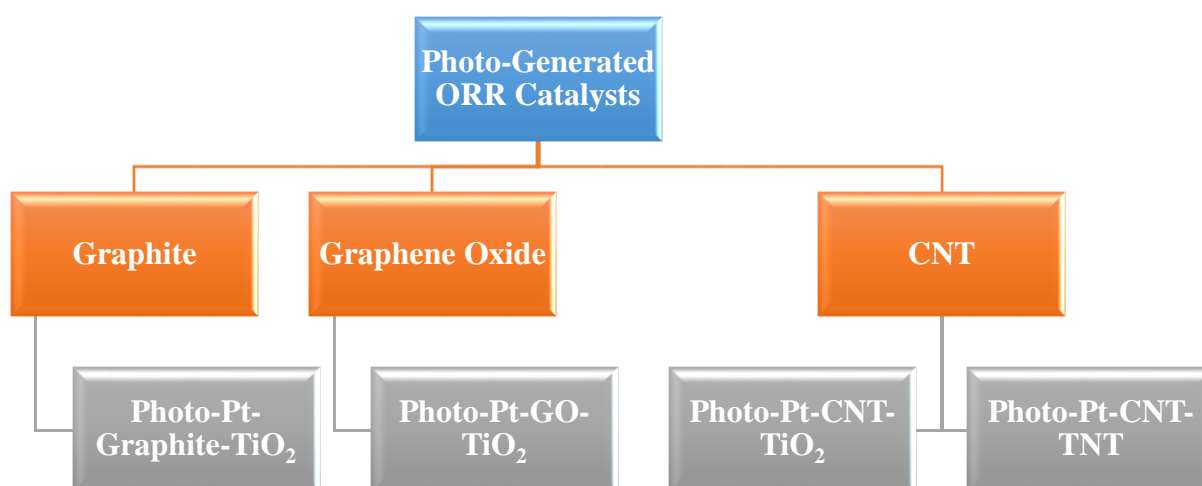 Photo-Generated
ORR Catalysts
Graphite
Graphene Oxide
CNT
Photo-Pt-
Graphite-TiO₂
Photo-Pt-GO-
TiO₂
Photo-Pt-CNT-
TiO₂
Photo-Pt-CNT-
TNT